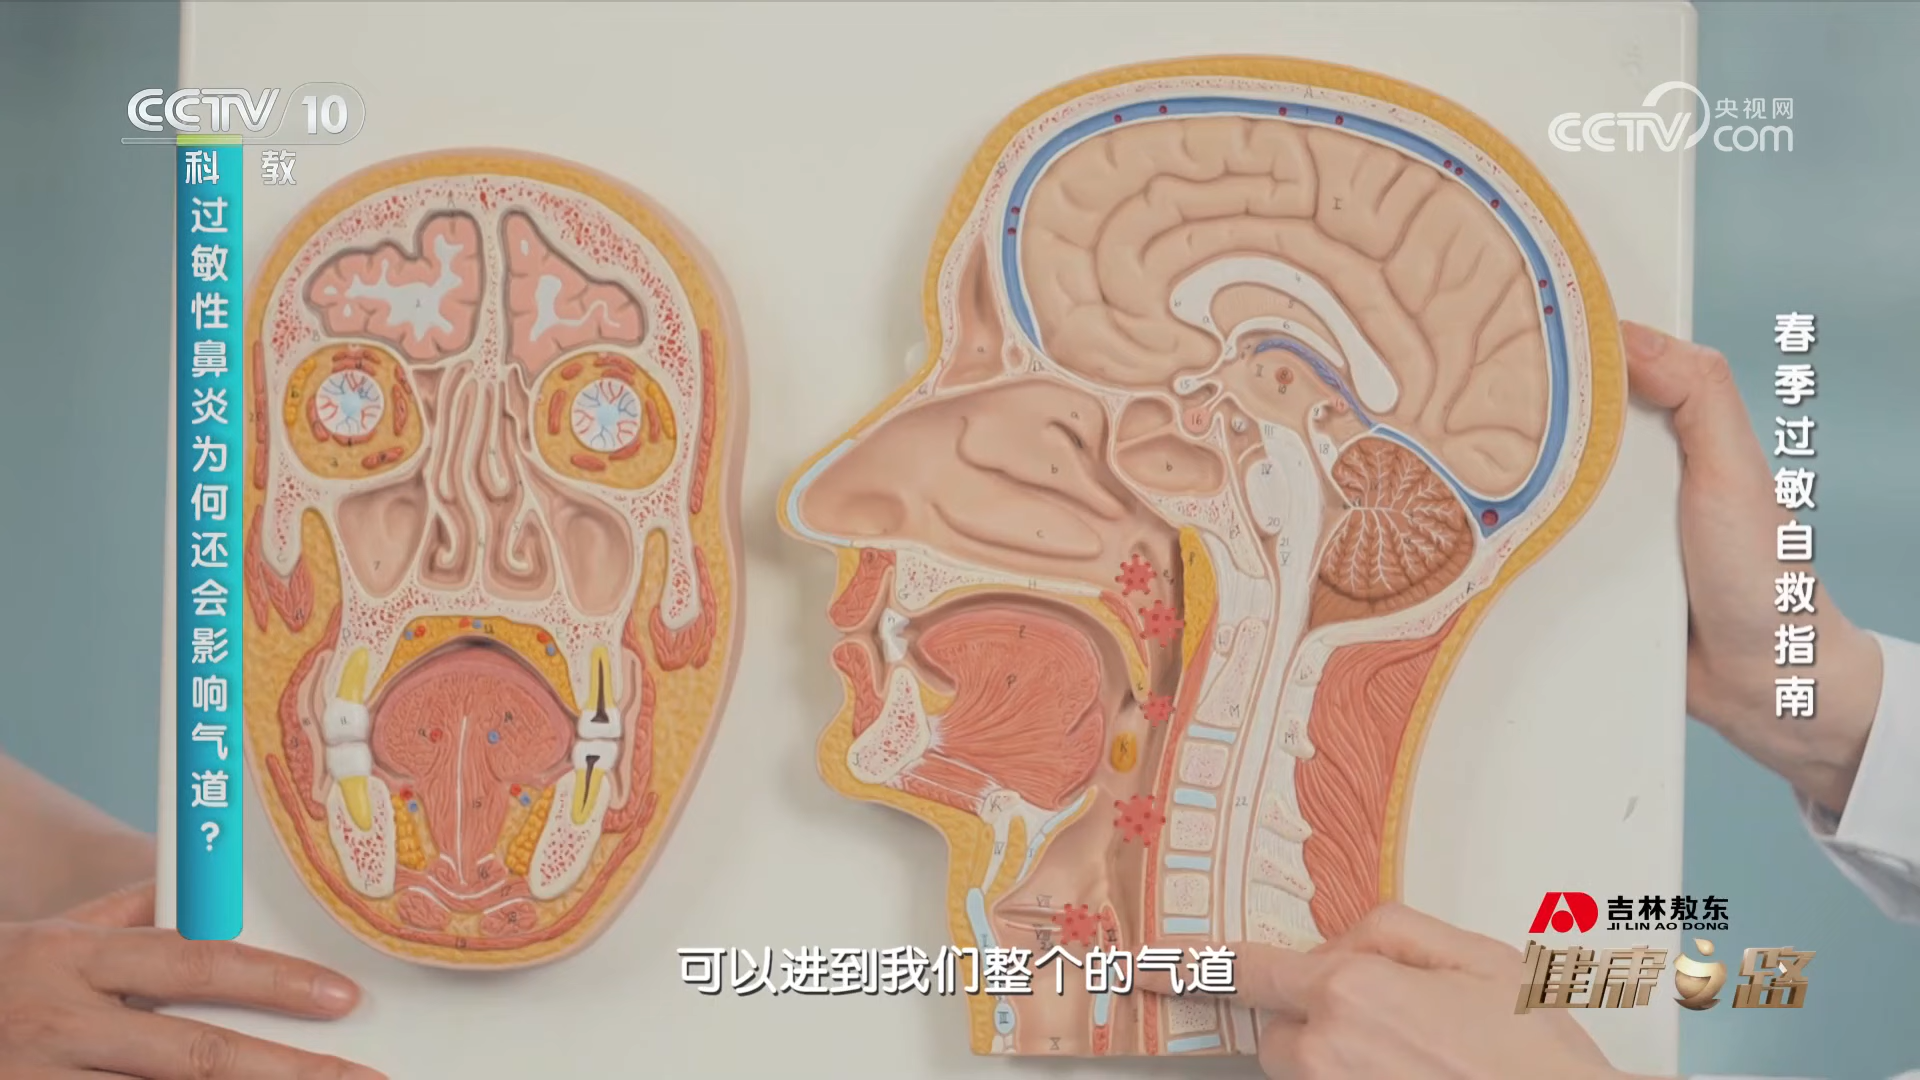 CCTV 10
科 教
央视网
CCTV.com
过敏性鼻炎为何还会影响气道?
春季过敏自救指南
吉林敖东
JI LIN AO DONG
健康之路
可以进到我们整个的气道